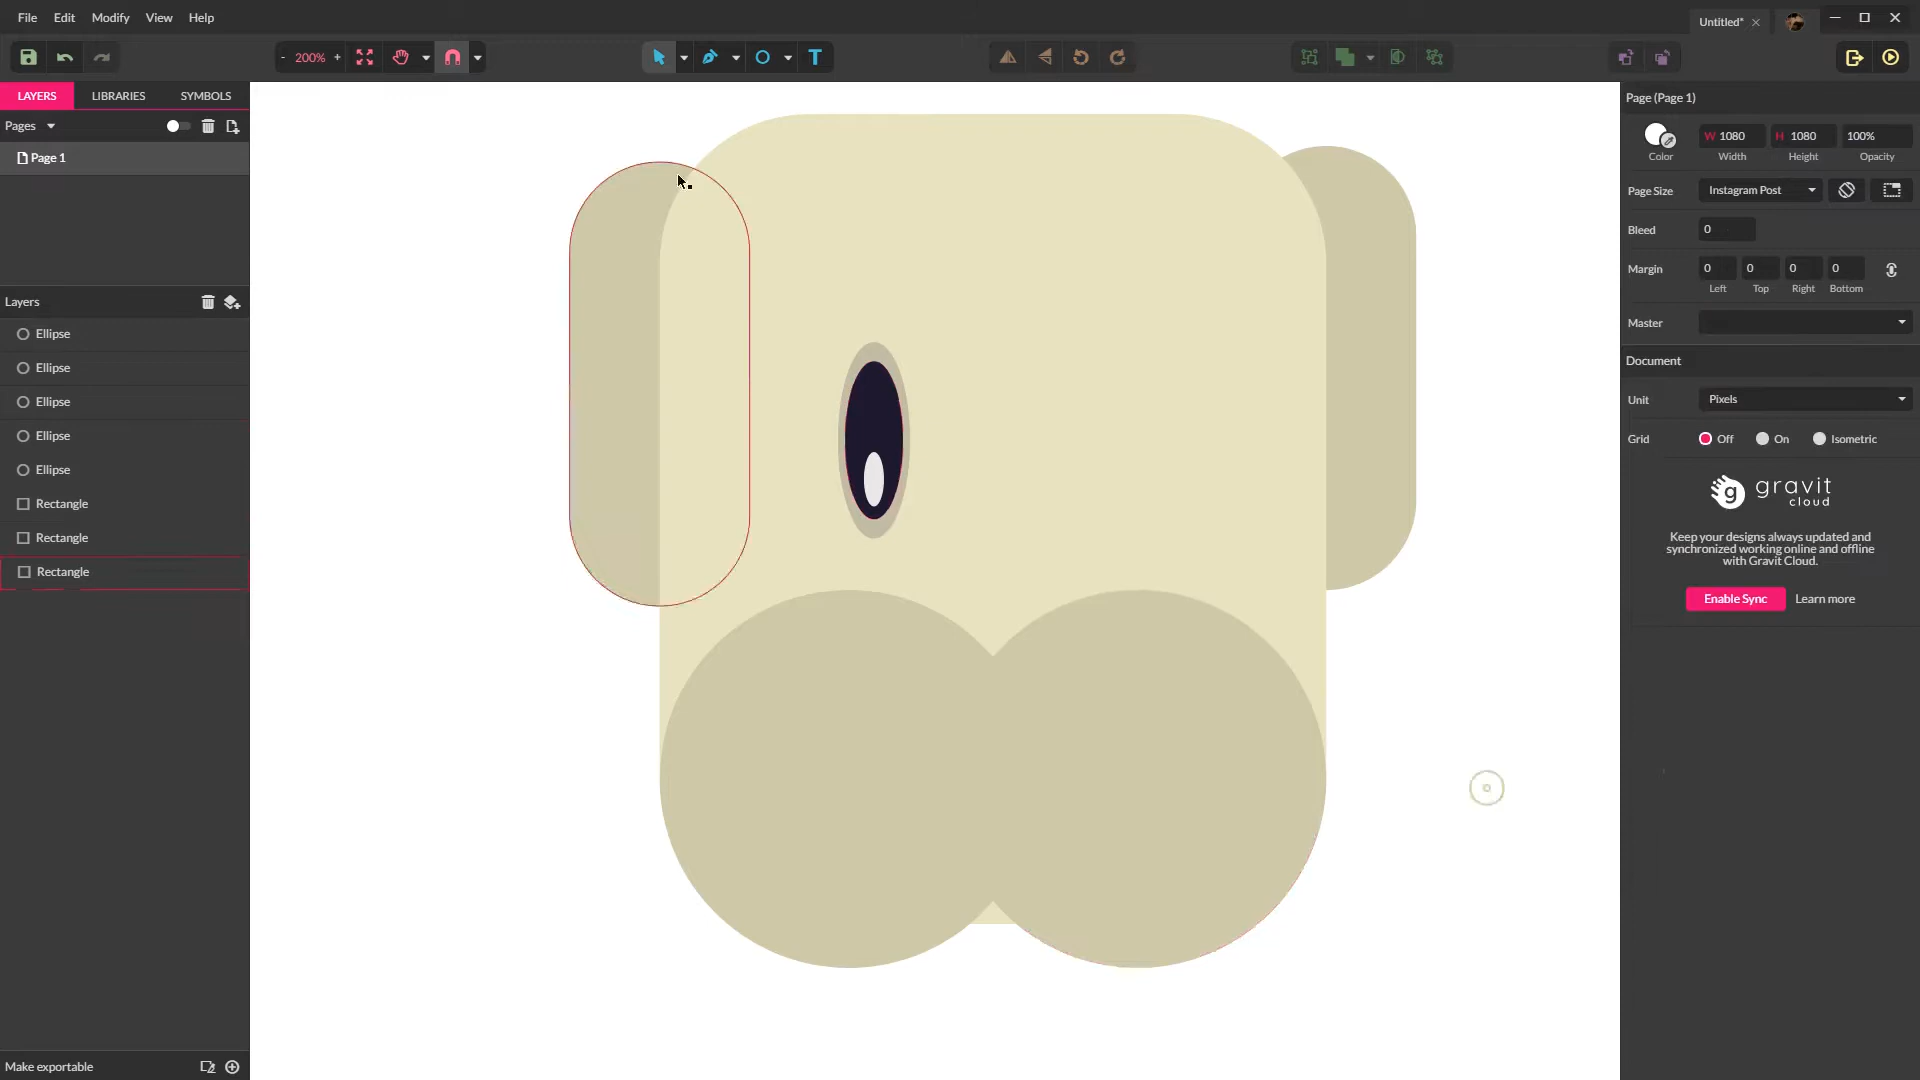 File Edit Modify View Help
Untitled*
- 200% +
T
LAYERS LIBRARIES SYMBOLS
Pages
Page 1
Layers
Ellipse
Ellipse
Ellipse
Ellipse
Ellipse
Rectangle
Rectangle
Rectangle
Make exportable
Page (Page 1)
W 1080 H 1080 100%
Color Width Height Opacity
Page Size Instagram Post
Bleed 0
Margin 0 0 0 0
Left Top Right Bottom
Master
Document
Unit Pixels
Grid Off On Isometric
g gravit
cloud
Keep your designs always updated and
synchronized working online and offline
with Gravit Cloud.
Enable Sync Learn more